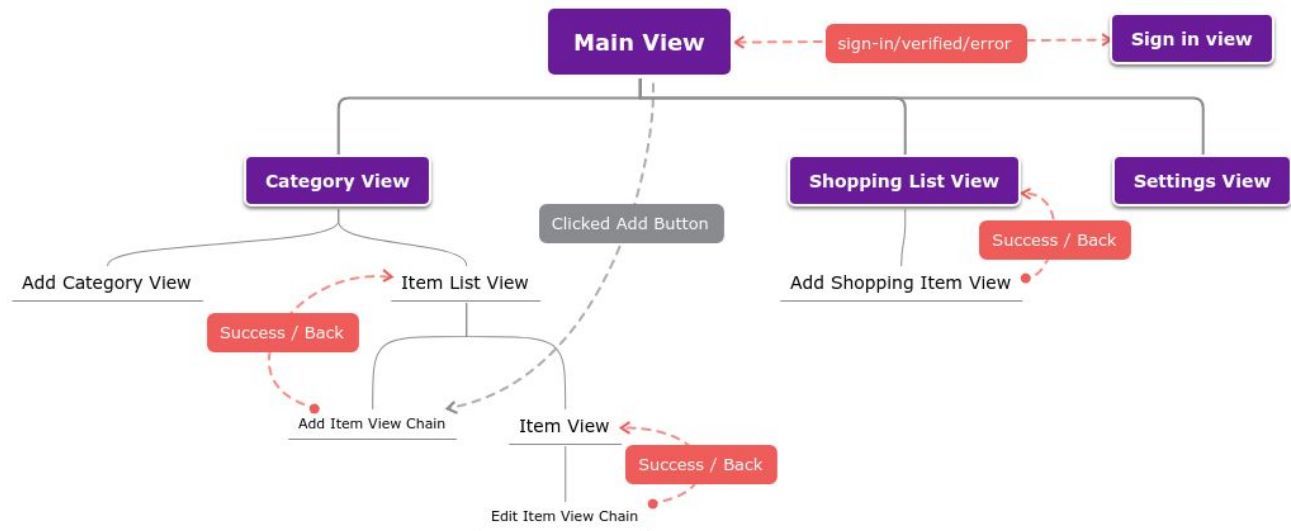 Main View
sign-in/verified/error
Sign in view
Category View
Shopping List View
Settings View
Clicked Add Button
Success / Back
Add Category View
Item List View
Add Shopping Item View
Success / Back
Add Item View Chain
Item View
Success / Back
Edit Item View Chain